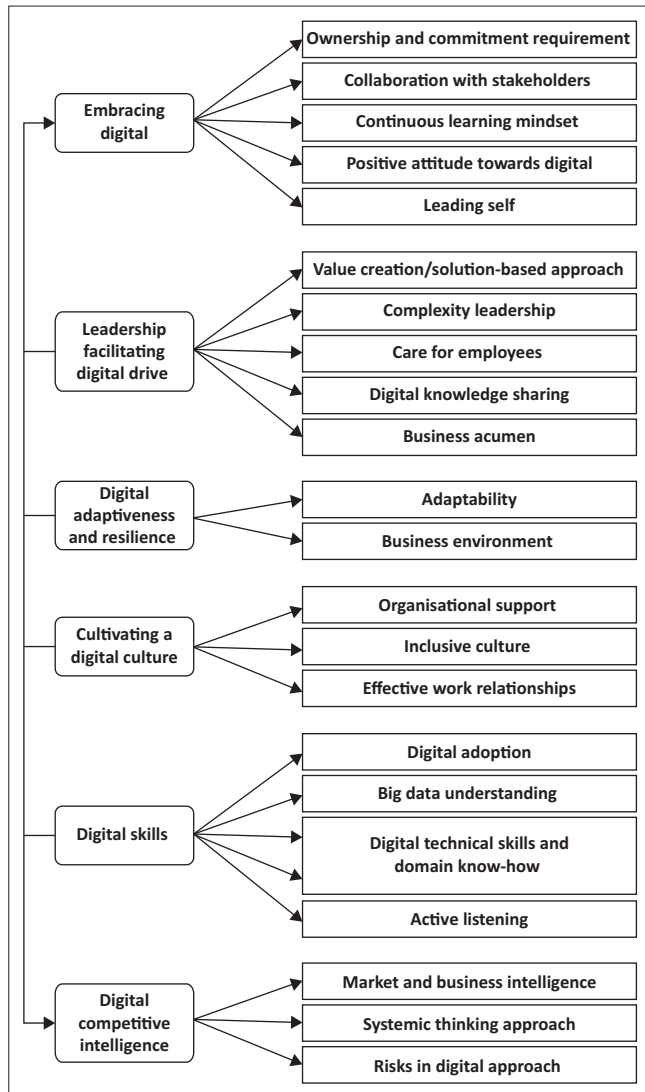 Embracing
digital
Ownership and commitment requirement
Collaboration with stakeholders
Continuous learning mindset
Positive attitude towards digital
Leading self
Leadership
facilitating
digital drive
Value creation/solution-based approach
Complexity leadership
Care for employees
Digital knowledge sharing
Business acumen
Digital
adaptiveness
and resilience
Adaptability
Business environment
Cultivating a
digital culture
Organisational support
Inclusive culture
Effective work relationships
Digital skills
Digital adoption
Big data understanding
Digital technical skills and
domain know-how
Active listening
Digital
competitive
intelligence
Market and business intelligence
Systemic thinking approach
Risks in digital approach